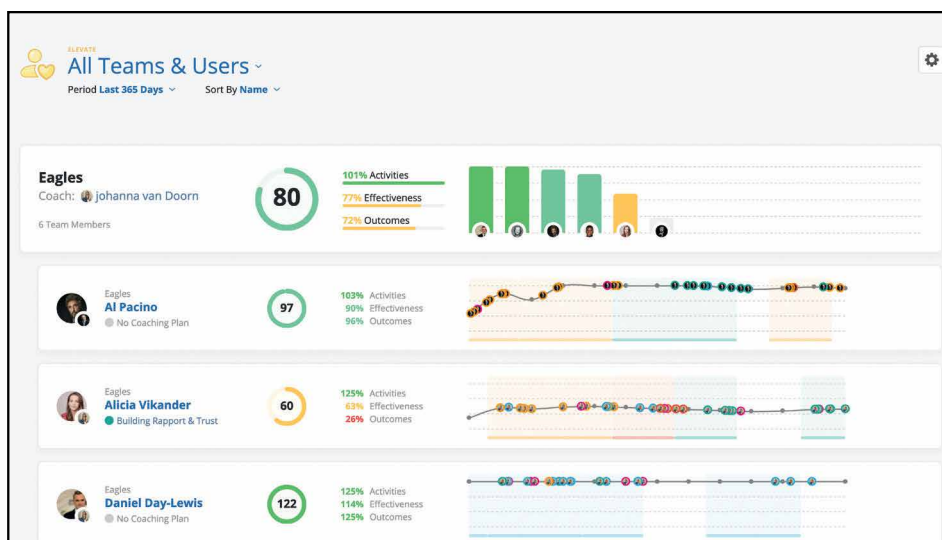 ELEVATE
All Teams & Users
Period Last 365 Days Sort By Name
Eagles
Coach: johanna van Doorn
6 Team Members
80
101% Activities
77% Effectiveness
72% Outcomes
Eagles
Al Pacino
No Coaching Plan
97
103% Activities
90% Effectiveness
96% Outcomes
Eagles
Alicia Vikander
Building Rapport & Trust
60
125% Activities
63% Effectiveness
26% Outcomes
Eagles
Daniel Day-Lewis
No Coaching Plan
122
125% Activities
114% Effectiveness
125% Outcomes